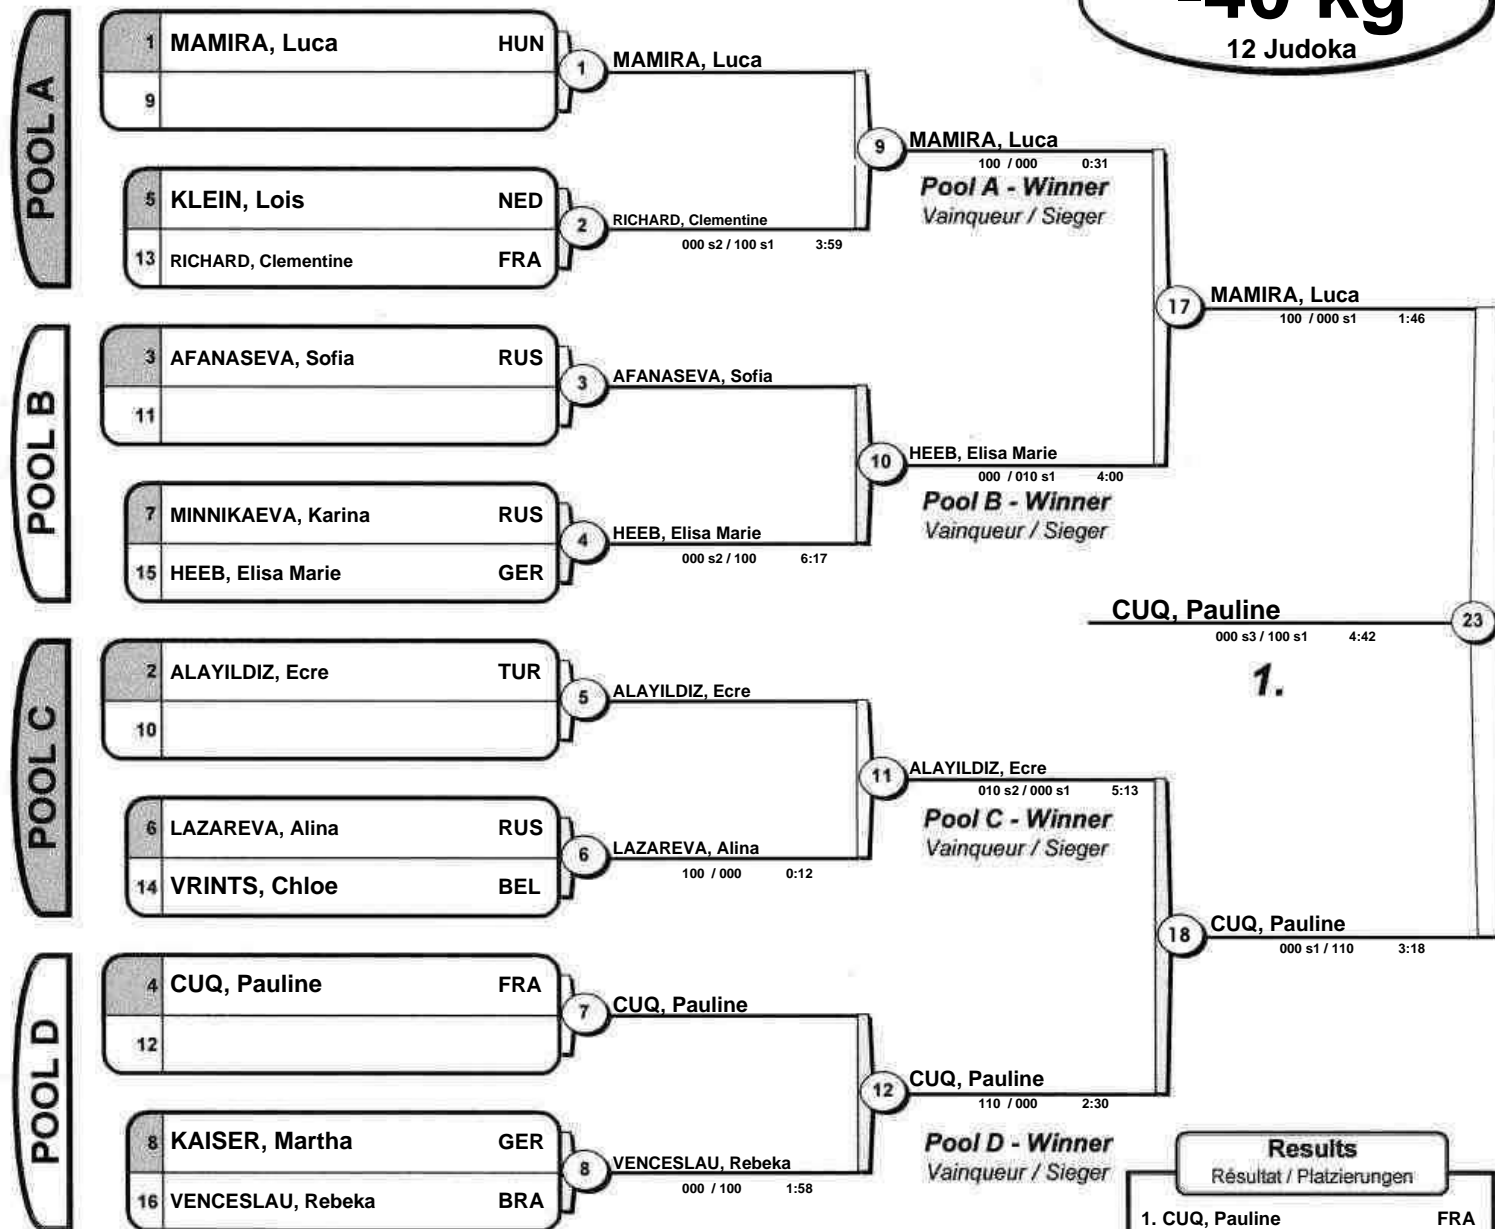 -40 kg
12 Judoka
POOL A
1 MAMIRA, Luca HUN
9
1
MAMIRA, Luca
5 KLEIN, Lois NED
13 RICHARD, Clementine FRA
2
RICHARD, Clementine
000 s2 / 100 s1 3:59
9
MAMIRA, Luca
100 / 000 0:31
Pool A - Winner
Vainqueur / Sieger
POOL B
3 AFANASEVA, Sofia RUS
11
3
AFANASEVA, Sofia
7 MINNIKAEVA, Karina RUS
15 HEEB, Elisa Marie GER
4
HEEB, Elisa Marie
000 s2 / 100 6:17
10
HEEB, Elisa Marie
000 / 010 s1 4:00
Pool B - Winner
Vainqueur / Sieger
17
MAMIRA, Luca
100 / 000 s1 1:46
CUQ, Pauline
000 s3 / 100 s1 4:42
23
1.
POOL C
2 ALAYILDIZ, Ecre TUR
10
5
ALAYILDIZ, Ecre
6 LAZAREVA, Alina RUS
14 VRINTS, Chloe BEL
6
LAZAREVA, Alina
100 / 000 0:12
11
ALAYILDIZ, Ecre
010 s2 / 000 s1 5:13
Pool C - Winner
Vainqueur / Sieger
18
CUQ, Pauline
000 s1 / 110 3:18
POOL D
4 CUQ, Pauline FRA
12
7
CUQ, Pauline
8 KAISER, Martha GER
16 VENCESLAU, Rebeka BRA
8
VENCESLAU, Rebeka
000 / 100 1:58
12
CUQ, Pauline
110 / 000 2:30
Pool D - Winner
Vainqueur / Sieger
Results
Résultat / Platzierungen
1. CUQ, Pauline FRA